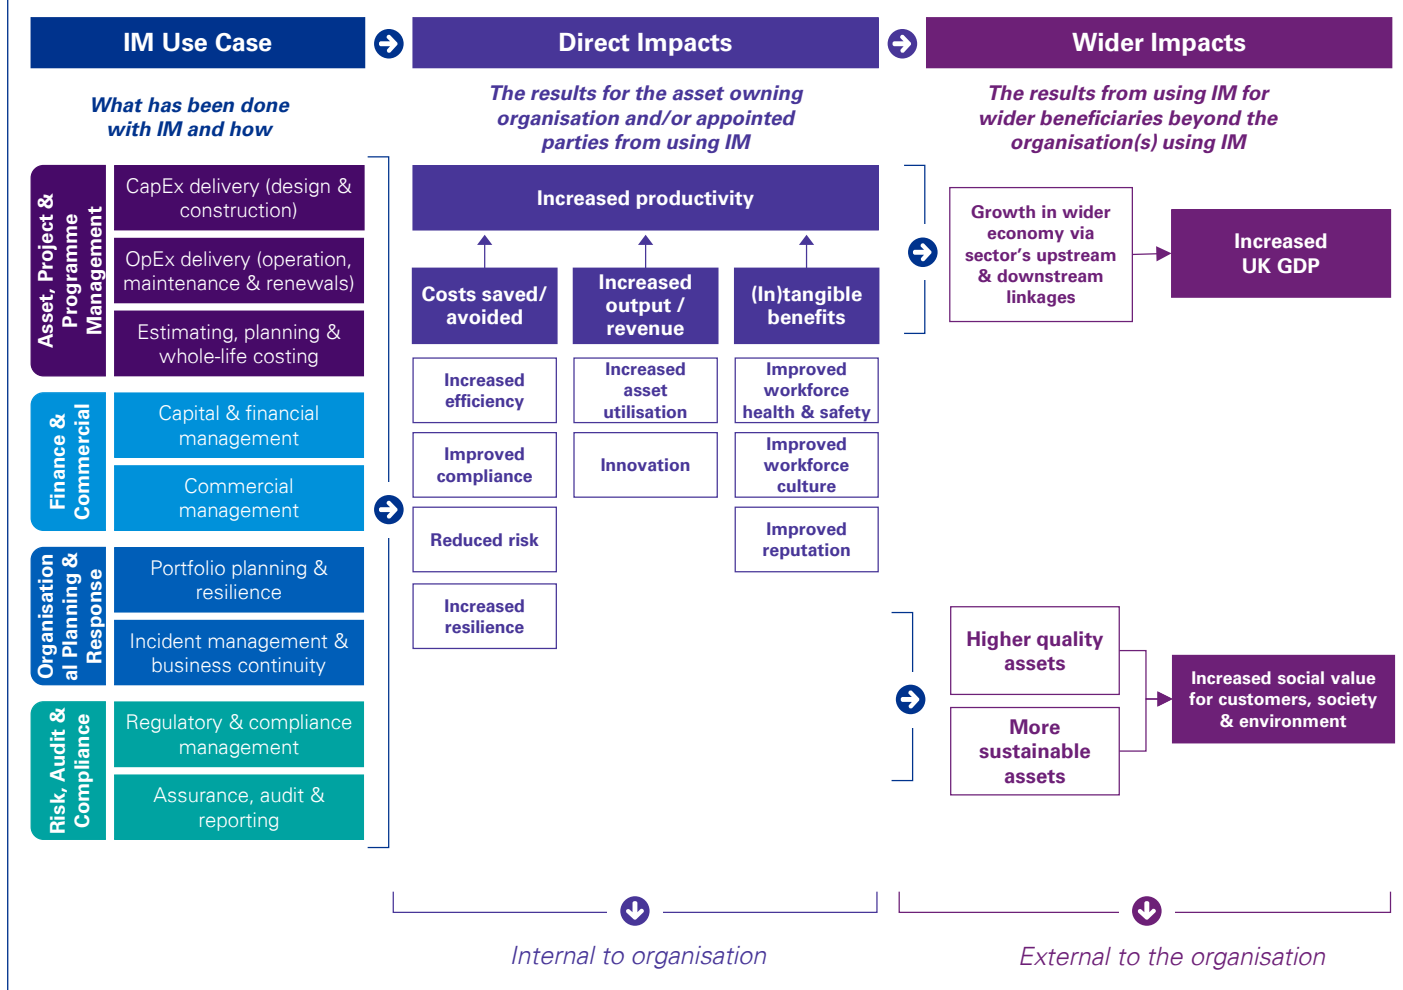 IM Use Case
Direct Impacts
Wider Impacts
What has been done
with IM and how
The results for the asset owning
organisation and/or appointed
parties from using IM
The results from using IM for
wider beneficiaries beyond the
organisation(s) using IM
Asset, Project &
Programme
Management
CapEx delivery (design &
construction)
OpEx delivery (operation,
maintenance & renewals)
Estimating, planning &
whole-life costing
Finance &
Commercial
Capital & financial
management
Commercial
management
Organisation
al Planning &
Response
Portfolio planning &
resilience
Incident management &
business continuity
Risk, Audit &
Compliance
Regulatory & compliance
management
Assurance, audit &
reporting
Increased productivity
Costs saved/
avoided
Increased
efficiency
Improved
compliance
Reduced risk
Increased
resilience
Increased
output /
revenue
Increased
asset
utilisation
Innovation
(In)tangible
benefits
Improved
workforce
health & safety
Improved
workforce
culture
Improved
reputation
Growth in wider
economy via
sector's upstream
& downstream
linkages
Increased
UK GDP
Higher quality
assets
More
sustainable
assets
Increased social value
for customers, society
& environment
Internal to organisation
External to the organisation